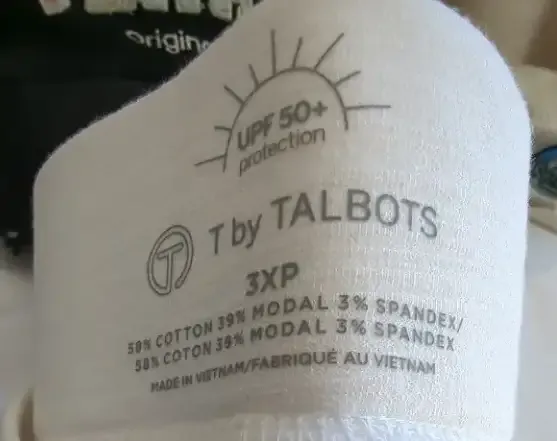 origin
UPF 50+
protection
T by TALBOTS
3XP
58% COTTON 39% MODAL 3% SPANDEX/
58% COTON 39% MODAL 3% SPANDEX
MADE IN VIETNAM/FABRIQUÉ AU VIETNAM